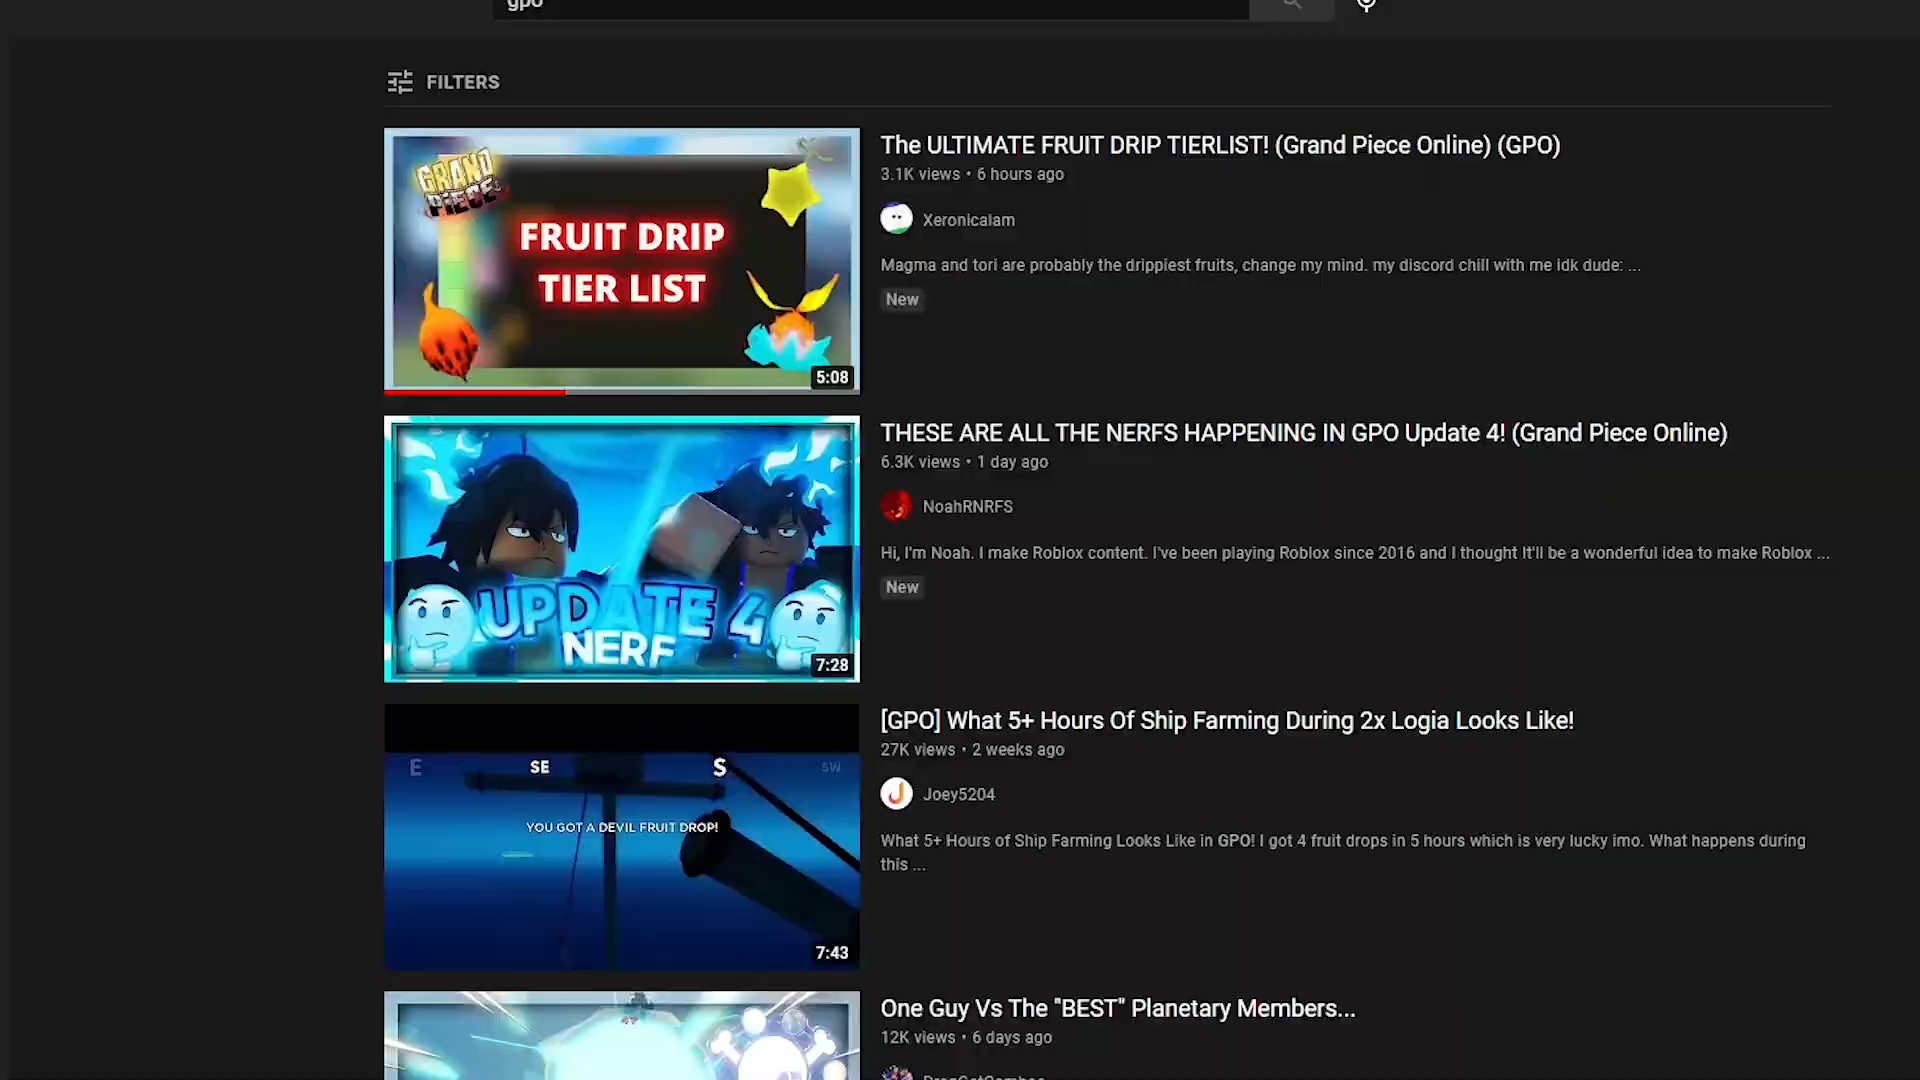 gpo
FILTERS
GRAND
PIECE
FRUIT DRIP
TIER LIST
5:08
The ULTIMATE FRUIT DRIP TIERLIST! (Grand Piece Online) (GPO)
3.1K views • 6 hours ago
Xeronicalam
Magma and tori are probably the drippiest fruits, change my mind. my discord chill with me idk dude: ...
New
UPDATE 4
NERF
7:28
THESE ARE ALL THE NERFS HAPPENING IN GPO Update 4! (Grand Piece Online)
6.3K views • 1 day ago
NoahRNRFS
Hi, I'm Noah. I make Roblox content. I've been playing Roblox since 2016 and I thought It'll be a wonderful idea to make Roblox ...
New
E SE S SW
YOU GOT A DEVIL FRUIT DROP!
7:43
[GPO] What 5+ Hours Of Ship Farming During 2x Logia Looks Like!
27K views • 2 weeks ago
Joey5204
What 5+ Hours of Ship Farming Looks Like in GPO! I got 4 fruit drops in 5 hours which is very lucky imo. What happens during
this ...
One Guy Vs The "BEST" Planetary Members...
12K views • 6 days ago